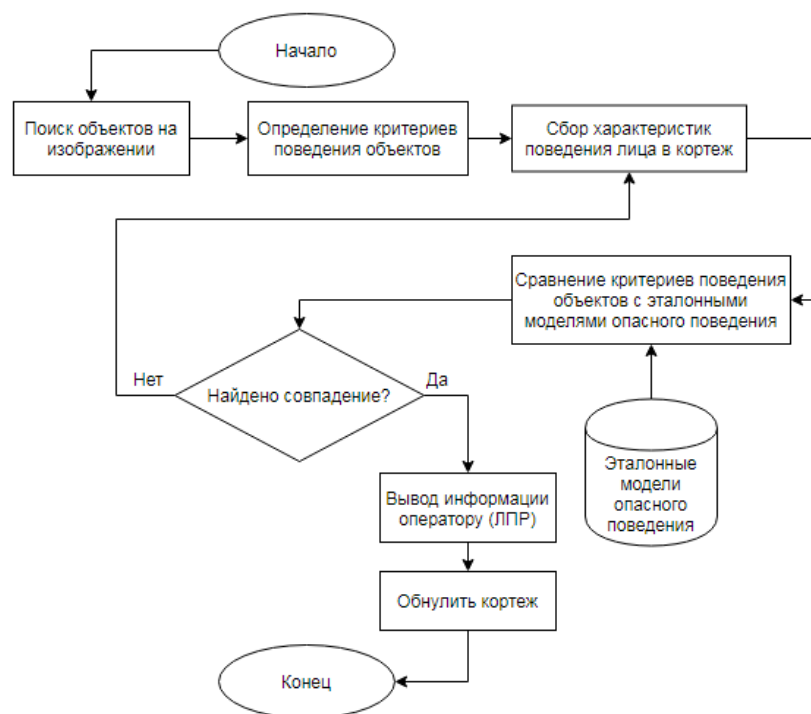 Начало
Поиск объектов на
изображении
Определение критериев
поведения объектов
Сбор характеристик
поведения лица в кортеж
Сравнение критериев поведения
объектов с эталонными
моделями опасного поведения
Нет
Найдено совпадение?
Да
Эталонные
модели
опасного
поведения
Вывод информации
оператору (ЛПР)
Обнулить кортеж
Конец